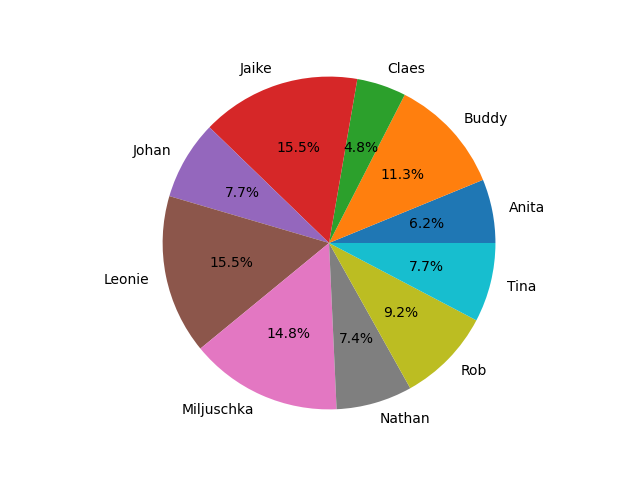 Claes
Jaike
Buddy
Johan
15.5%
4.8%
11.3%
7.7%
Anita
6.2%
Leonie
15.5%
7.7%
Tina
14.8%
7.4%
9.2%
Rob
Miljuschka
Nathan